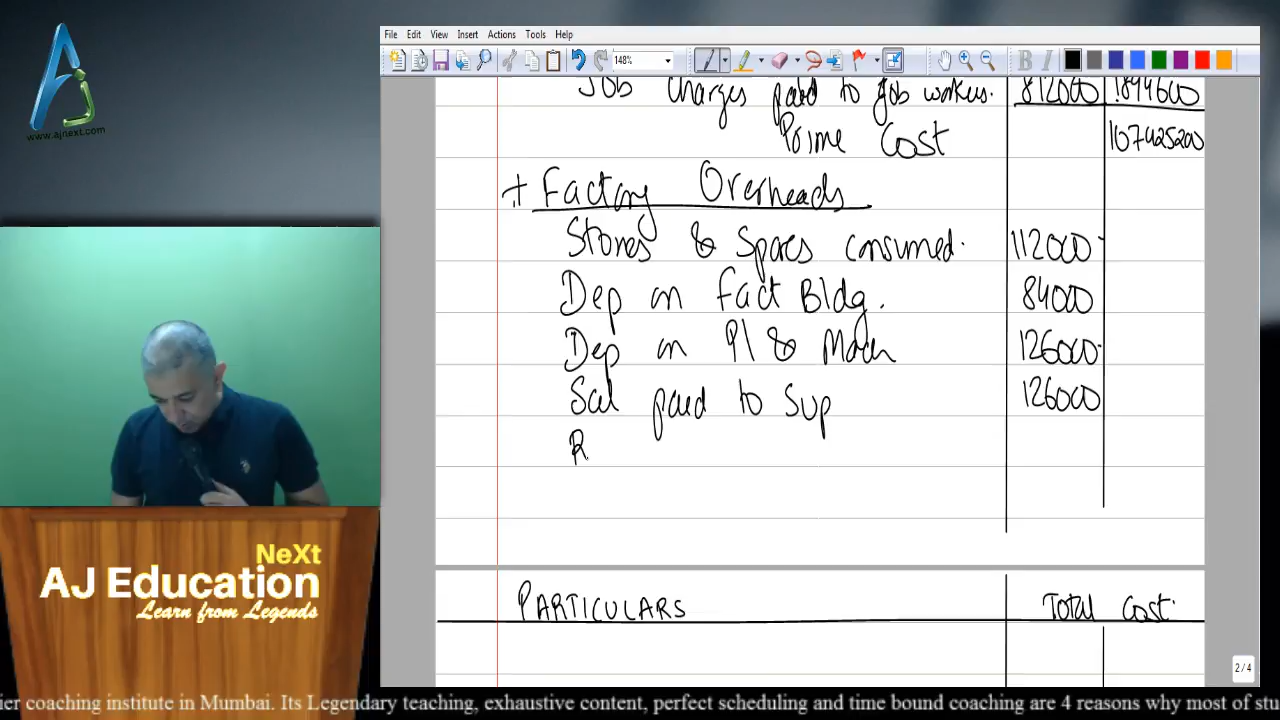 www.ajnext.com
File Edit View Insert Actions Tools Help
148%
Job Charges paid to Job workers. 812000 1894600
Prime Cost 107425200
+ Factory Overheads
Stores & Spares consumed. 112000
Dep on Fact Bldg. 84000
Dep on Pl & Mach 126000
Sal paid to Sup 126000
R
PARTICULARS Total Cost
2/4
NeXt
AJ Education
Learn from Legends
ier coaching institute in Mumbai. Its Legendary teaching, exhaustive content, perfect scheduling and time bound coaching are 4 reasons why most of stu